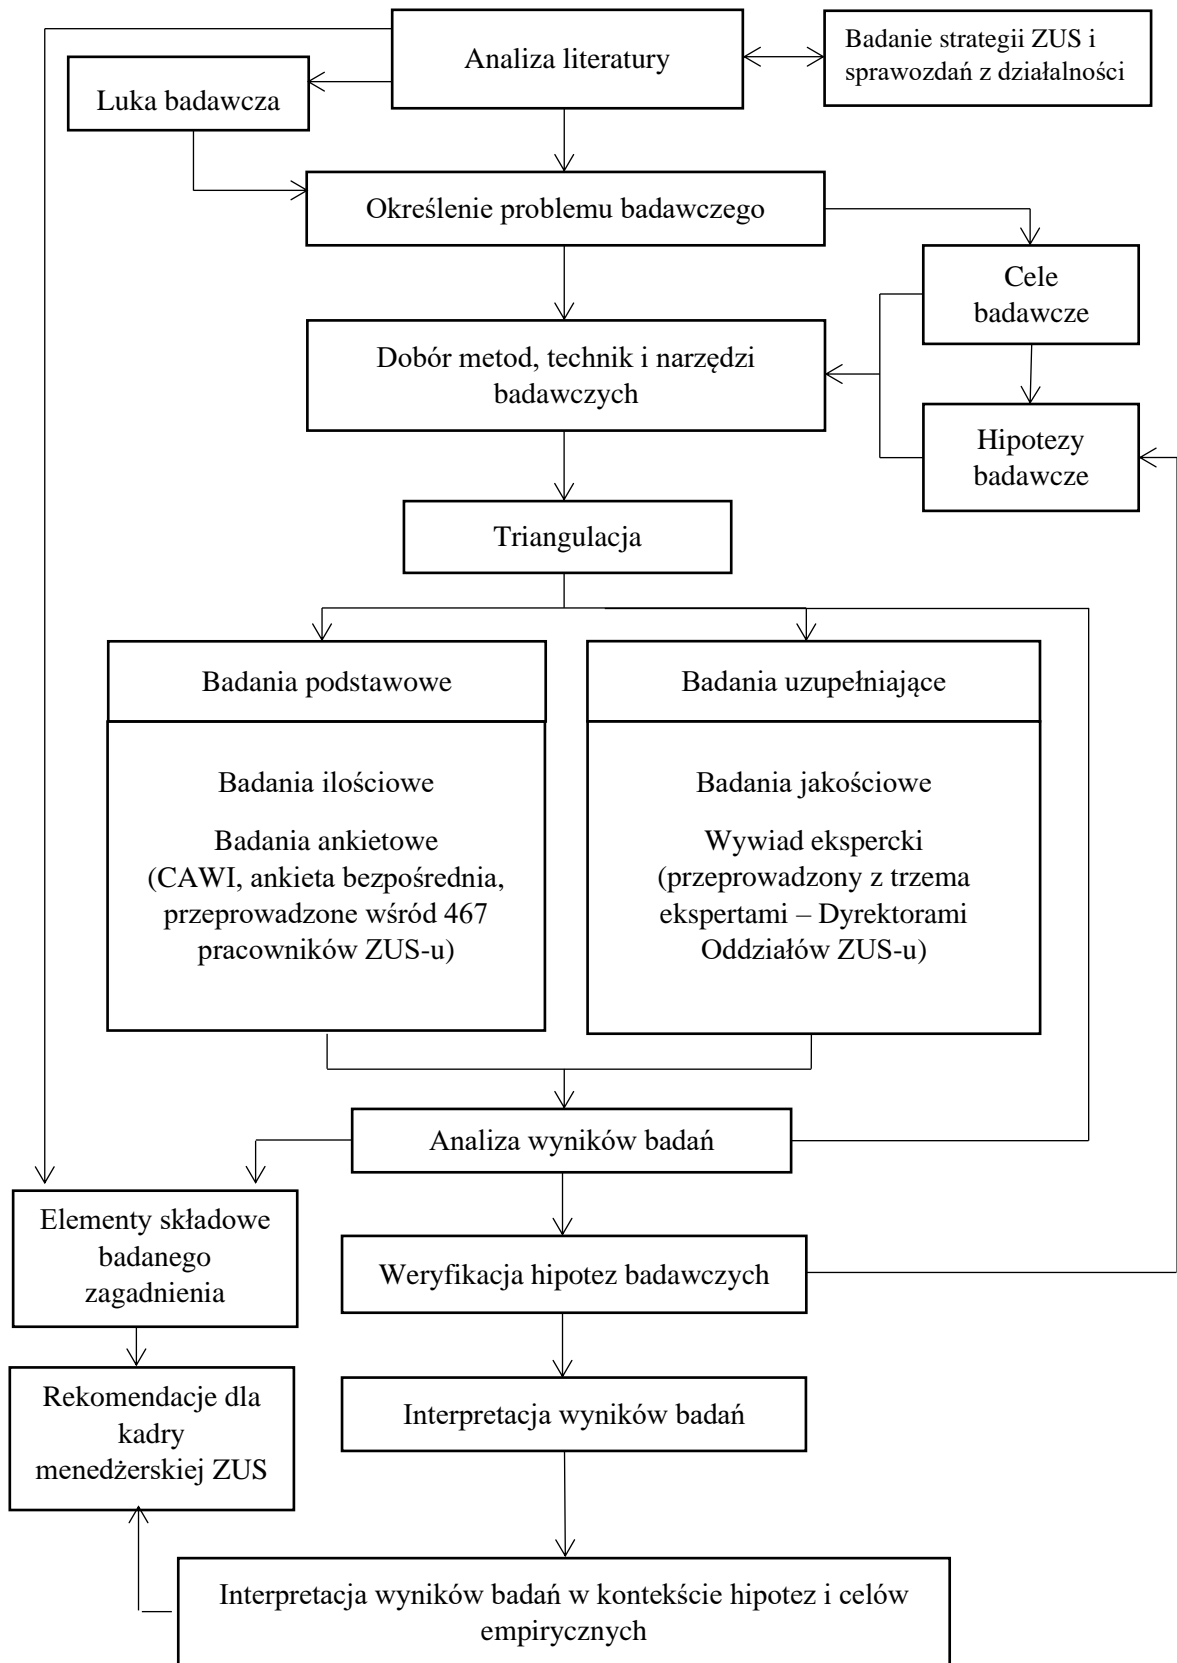 Analiza literatury
Badanie strategii ZUS i
sprawozdań z działalności
Luka badawcza
Określenie problemu badawczego
Cele
badawcze
Dobór metod, technik i narzędzi
badawczych
Hipotezy
badawcze
Triangulacja
Badania podstawowe
Badania ilościowe
Badania ankietowe
(CAWI, ankieta bezpośrednia,
przeprowadzone wśród 467
pracowników ZUS-u)
Badania uzupełniające
Badania jakościowe
Wywiad ekspercki
(przeprowadzony z trzema
ekspertami – Dyrektorami
Oddziałów ZUS-u)
Analiza wyników badań
Elementy składowe
badanego
zagadnienia
Weryfikacja hipotez badawczych
Rekomendacje dla
kadry
menedżerskiej ZUS
Interpretacja wyników badań
Interpretacja wyników badań w kontekście hipotez i celów
empirycznych